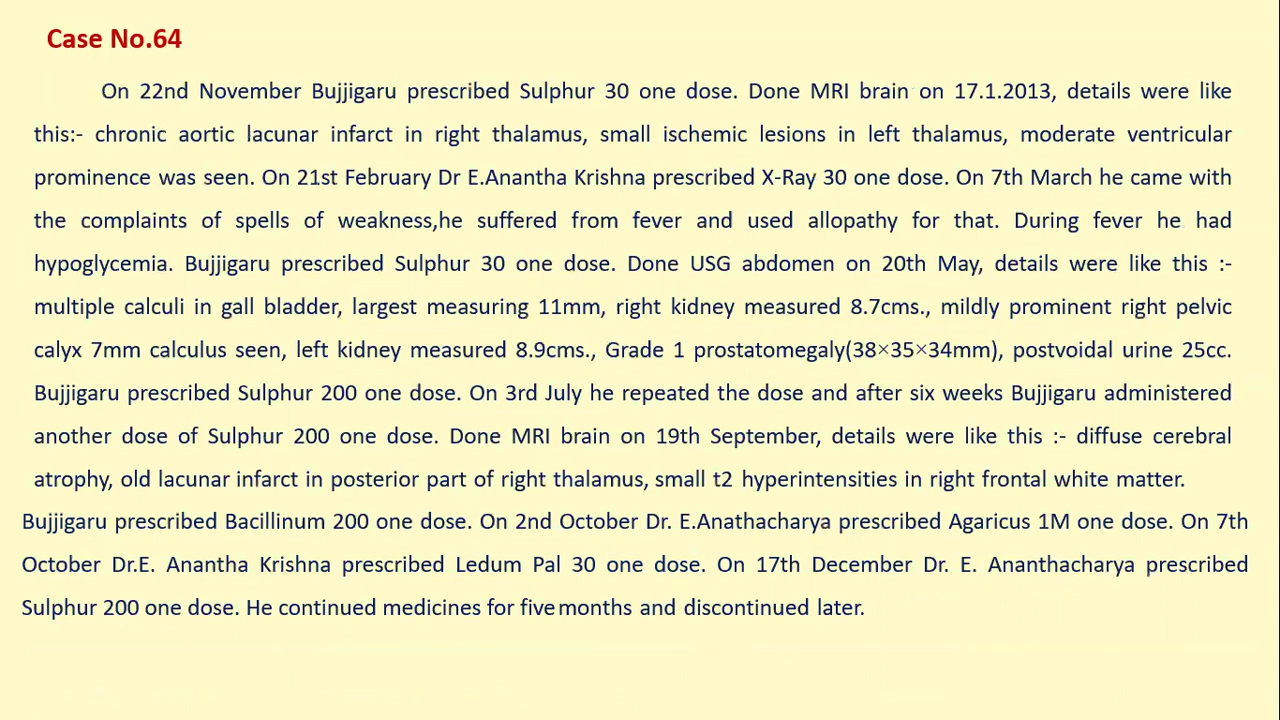 Case No.64
On 22nd November Bujjigaru prescribed Sulphur 30 one dose. Done MRI brain on 17.1.2013, details were like
this:- chronic aortic lacunar infarct in right thalamus, small ischemic lesions in left thalamus, moderate ventricular
prominence was seen. On 21st February Dr E.Anantha Krishna prescribed X-Ray 30 one dose. On 7th March he came with
the complaints of spells of weakness,he suffered from fever and used allopathy for that. During fever he had
hypoglycemia. Bujjigaru prescribed Sulphur 30 one dose. Done USG abdomen on 20th May, details were like this :-
multiple calculi in gall bladder, largest measuring 11mm, right kidney measured 8.7cms., mildly prominent right pelvic
calyx 7mm calculus seen, left kidney measured 8.9cms., Grade 1 prostatomegaly(38×35×34mm), postvoidal urine 25cc.
Bujjigaru prescribed Sulphur 200 one dose. On 3rd July he repeated the dose and after six weeks Bujjigaru administered
another dose of Sulphur 200 one dose. Done MRI brain on 19th September, details were like this :- diffuse cerebral
atrophy, old lacunar infarct in posterior part of right thalamus, small t2 hyperintensities in right frontal white matter.
Bujjigaru prescribed Bacillinum 200 one dose. On 2nd October Dr. E.Anathacharya prescribed Agaricus 1M one dose. On 7th
October Dr.E. Anantha Krishna prescribed Ledum Pal 30 one dose. On 17th December Dr. E. Ananthacharya prescribed
Sulphur 200 one dose. He continued medicines for five months and discontinued later.